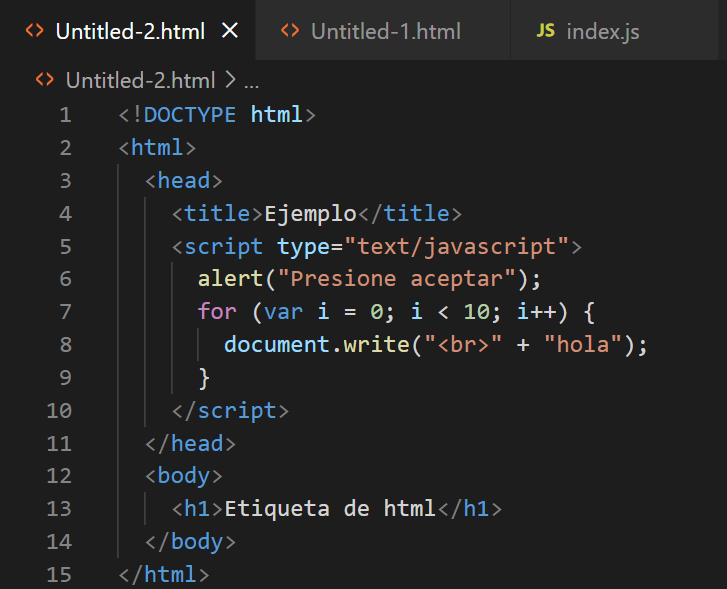 Untitled-2.html Untitled-1.html JS index.js
Untitled-2.html > ...
1 <!DOCTYPE html>
2 <html>
3 <head>
4 <title>Ejemplo</title>
5 <script type="text/javascript">
6 alert("Presione aceptar");
7 for (var i = 0; i < 10; i++) {
8 document.write("<br>" + "hola");
9 }
10 </script>
11 </head>
12 <body>
13 <h1>Etiqueta de html</h1>
14 </body>
15 </html>